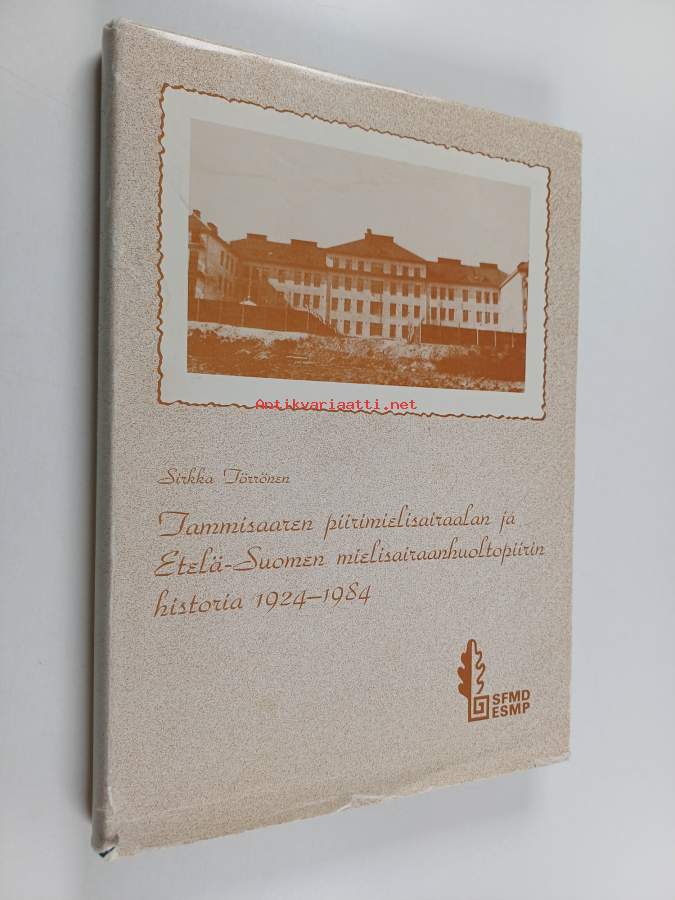 Antikvariaatti.net
Sirkka Törrönen
Tammisaaren piirimielisairaalan ja
Etelä-Suomen mielisairaanhuoltopiirin
historia 1924–1984
SFMD
ESMP